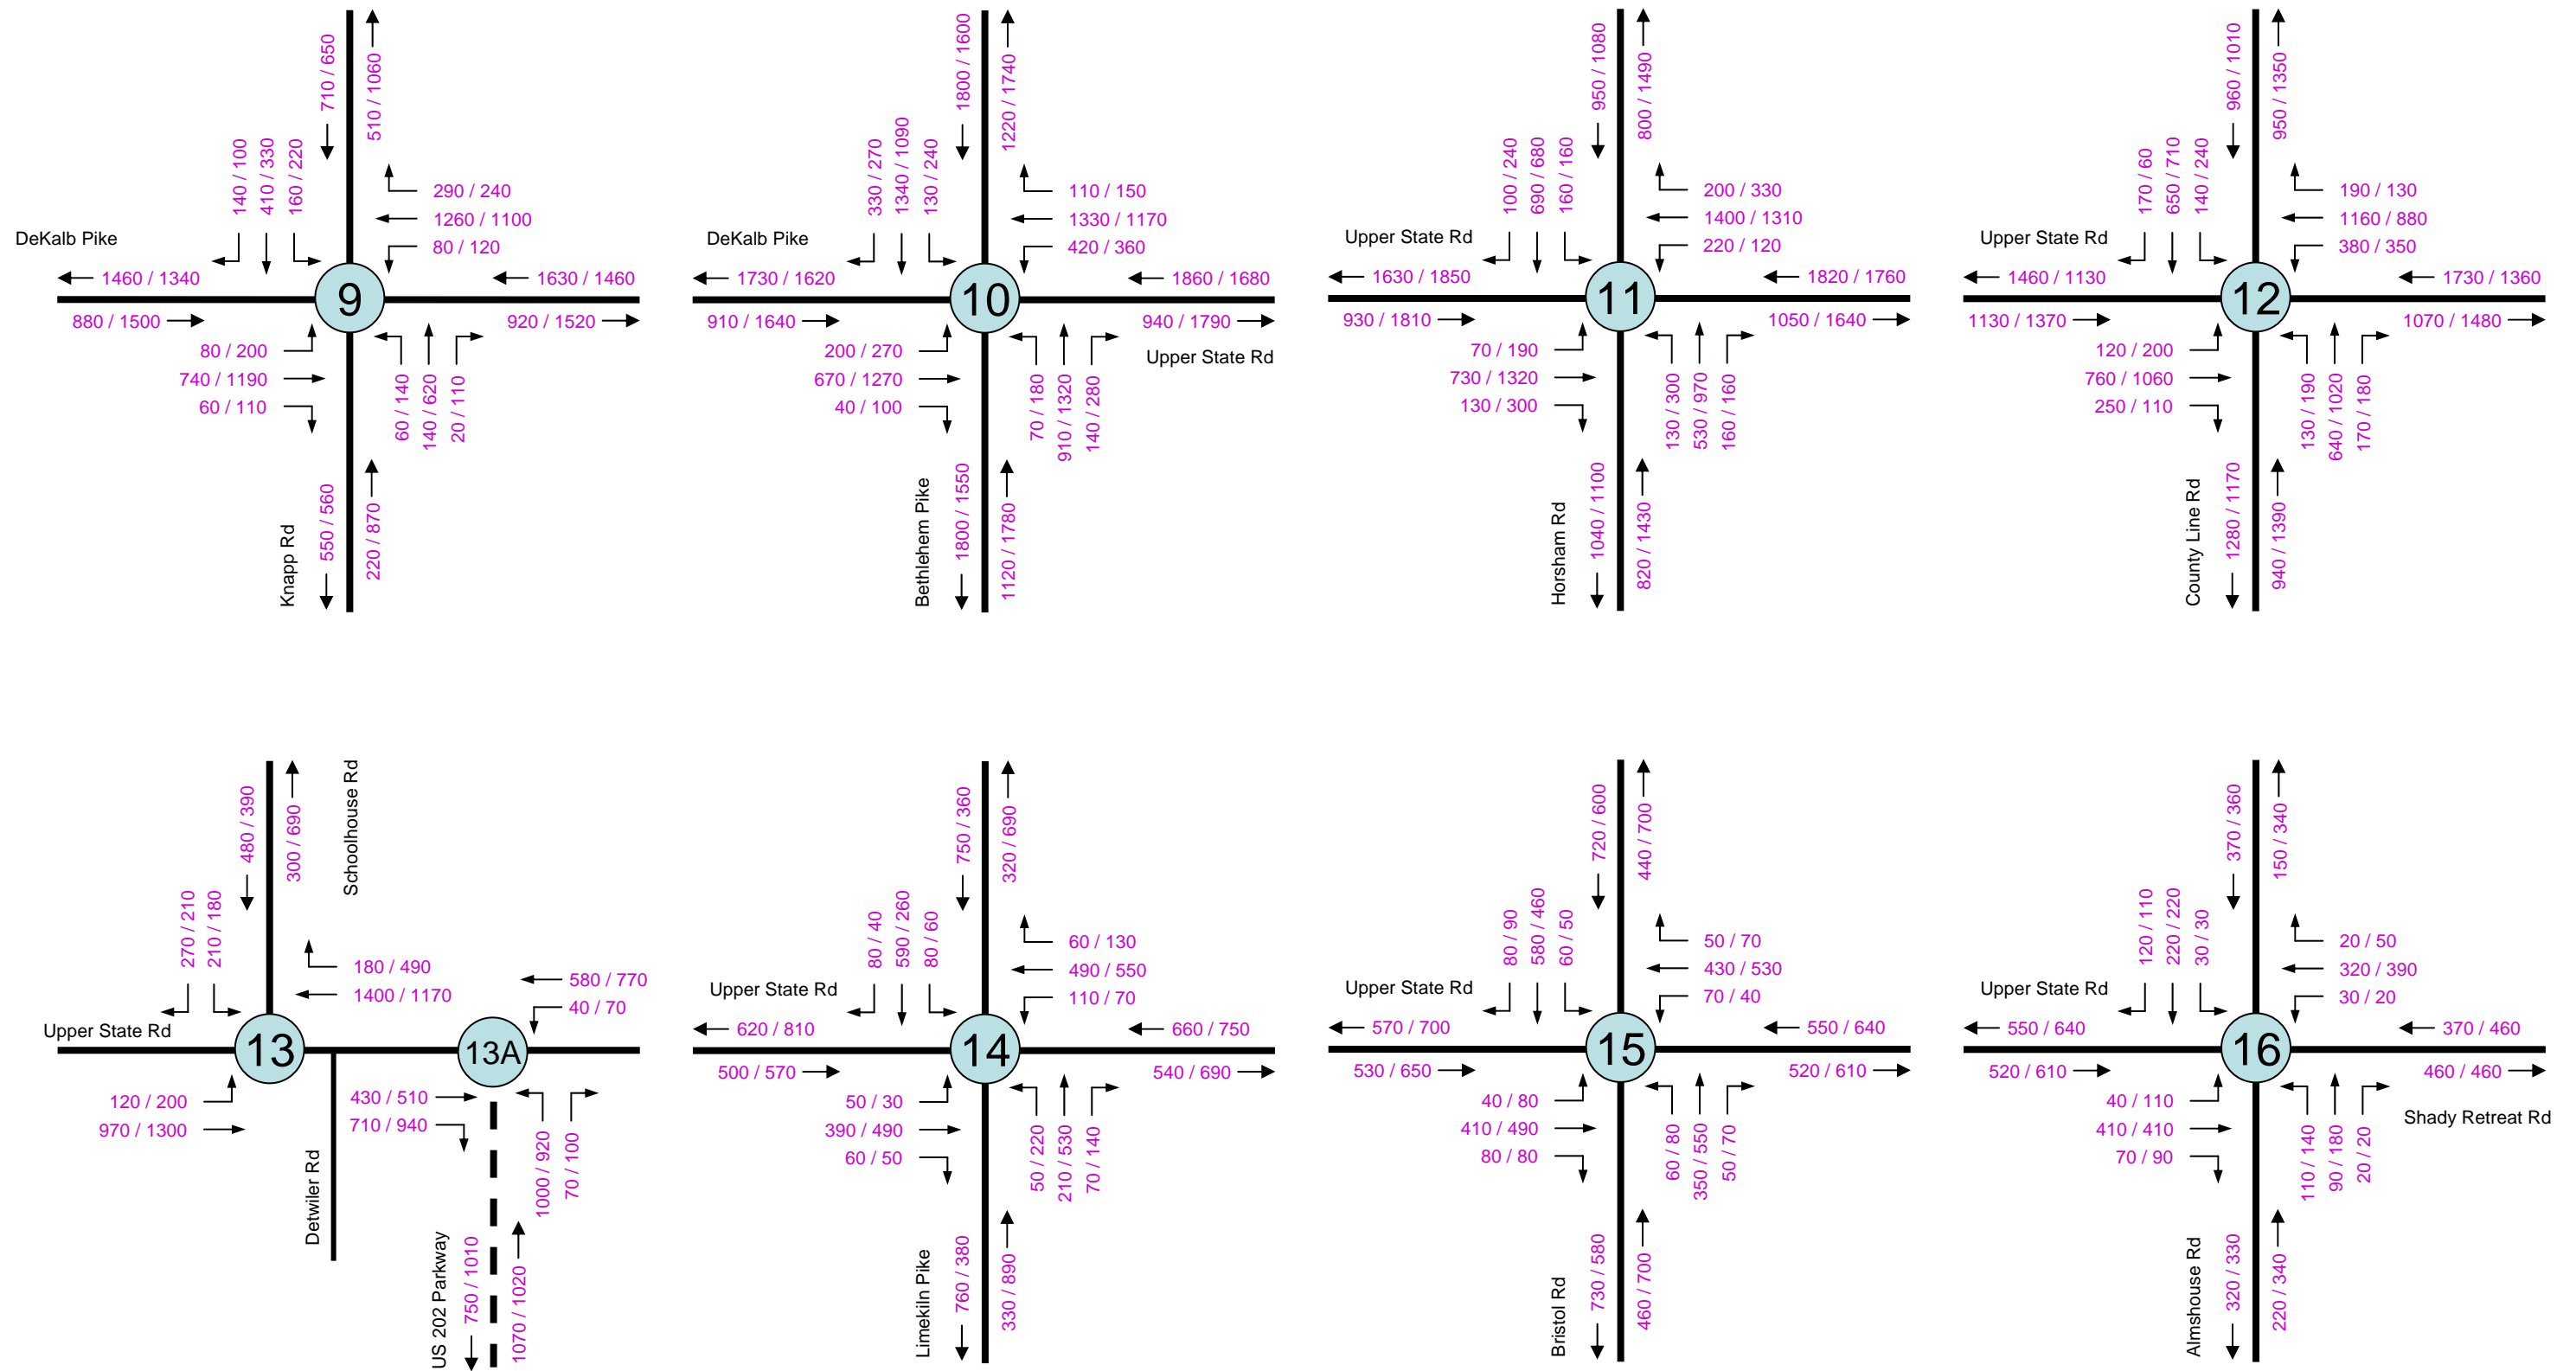 710 / 650
510 / 1060
140 / 100
410 / 330
160 / 220
290 / 240
1260 / 1100
80 / 120
DeKalb Pike
1460 / 1340
9
1630 / 1460
880 / 1500
920 / 1520
80 / 200
740 / 1190
60 / 110
60 / 140
140 / 620
20 / 110
Knapp Rd
550 / 560
220 / 870
1800 / 1600
1220 / 1740
330 / 270
1340 / 1090
130 / 240
110 / 150
1330 / 1170
420 / 360
DeKalb Pike
1730 / 1620
10
1860 / 1680
910 / 1640
940 / 1790
Upper State Rd
200 / 270
670 / 1270
40 / 100
70 / 180
910 / 1320
140 / 280
Bethlehem Pike
1800 / 1550
1120 / 1780
950 / 1080
800 / 1490
100 / 240
690 / 680
160 / 160
200 / 330
1400 / 1310
220 / 120
Upper State Rd
1630 / 1850
11
1820 / 1760
930 / 1810
1050 / 1640
70 / 190
730 / 1320
130 / 300
130 / 300
530 / 970
160 / 160
Horsham Rd
1040 / 1100
820 / 1430
960 / 1010
950 / 1350
170 / 60
650 / 710
140 / 240
190 / 130
1160 / 880
380 / 350
Upper State Rd
1460 / 1130
12
1730 / 1360
1130 / 1370
1070 / 1480
120 / 200
760 / 1060
250 / 110
130 / 190
640 / 1020
170 / 180
County Line Rd
1280 / 1170
940 / 1390
480 / 390
300 / 690
Schoolhouse Rd
270 / 210
210 / 180
180 / 490
1400 / 1170
580 / 770
40 / 70
Upper State Rd
13
13A
120 / 200
970 / 1300
430 / 510
710 / 940
1000 / 920
70 / 100
Detwiler Rd
US 202 Parkway
750 / 1010
1070 / 1020
750 / 360
320 / 690
80 / 40
590 / 260
80 / 60
60 / 130
490 / 550
110 / 70
Upper State Rd
620 / 810
14
660 / 750
500 / 570
540 / 690
50 / 30
390 / 490
60 / 50
50 / 220
210 / 530
70 / 140
Limekiln Pike
760 / 380
330 / 890
720 / 600
440 / 700
80 / 90
580 / 460
60 / 50
50 / 70
430 / 530
70 / 40
Upper State Rd
570 / 700
15
550 / 640
530 / 650
520 / 610
40 / 80
410 / 490
80 / 80
60 / 80
350 / 550
50 / 70
Bristol Rd
730 / 580
460 / 700
370 / 360
150 / 340
120 / 110
220 / 220
30 / 30
20 / 50
320 / 390
30 / 20
Upper State Rd
550 / 640
16
370 / 460
520 / 610
460 / 460
Shady Retreat Rd
40 / 110
410 / 410
70 / 90
110 / 140
90 / 180
20 / 20
Almshouse Rd
320 / 330
220 / 340